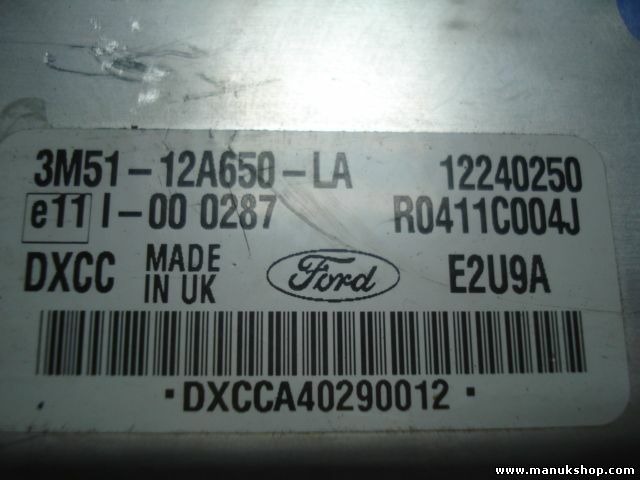 3M51-12A650-LA 12240250
e11 I-00 0287 R0411C004J
DXCC MADE IN UK Ford E2U9A
·DXCCA40290012·
www.manukshop.com